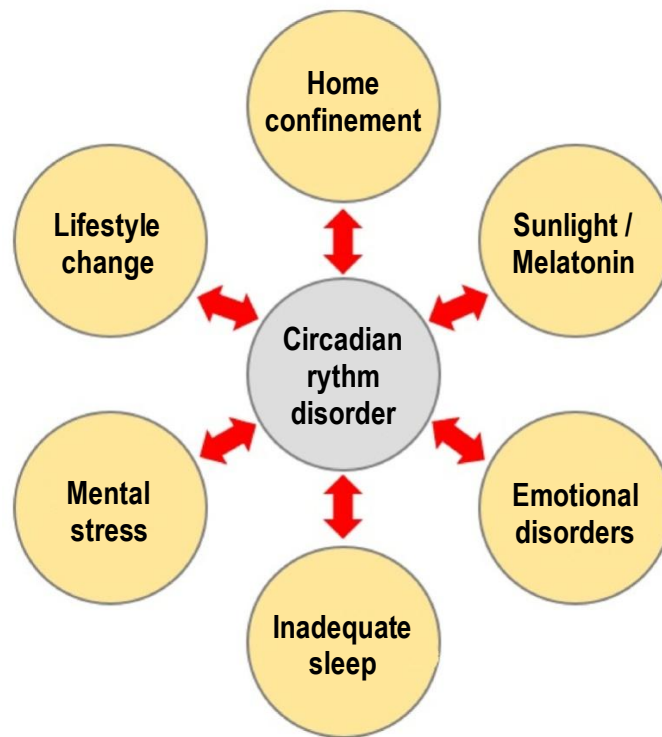 Home
confinement
Lifestyle
change
Sunlight /
Melatonin
Circadian
rythm
disorder
Mental
stress
Emotional
disorders
Inadequate
sleep